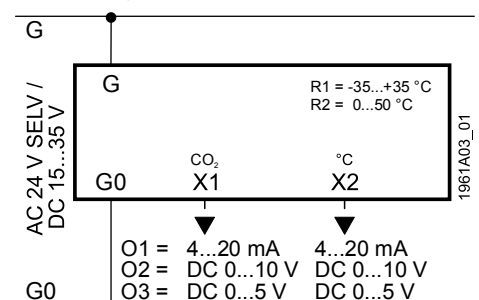 G
AC 24 V SELV /
DC 15...35 V
G
R1 = -35...+35 °C
R2 = 0...50 °C
CO₂
°C
G0
X1
X2
1961A03_01
O1 = 4...20 mA 4...20 mA
O2 = DC 0...10 V DC 0...10 V
G0
O3 = DC 0...5 V DC 0...5 V